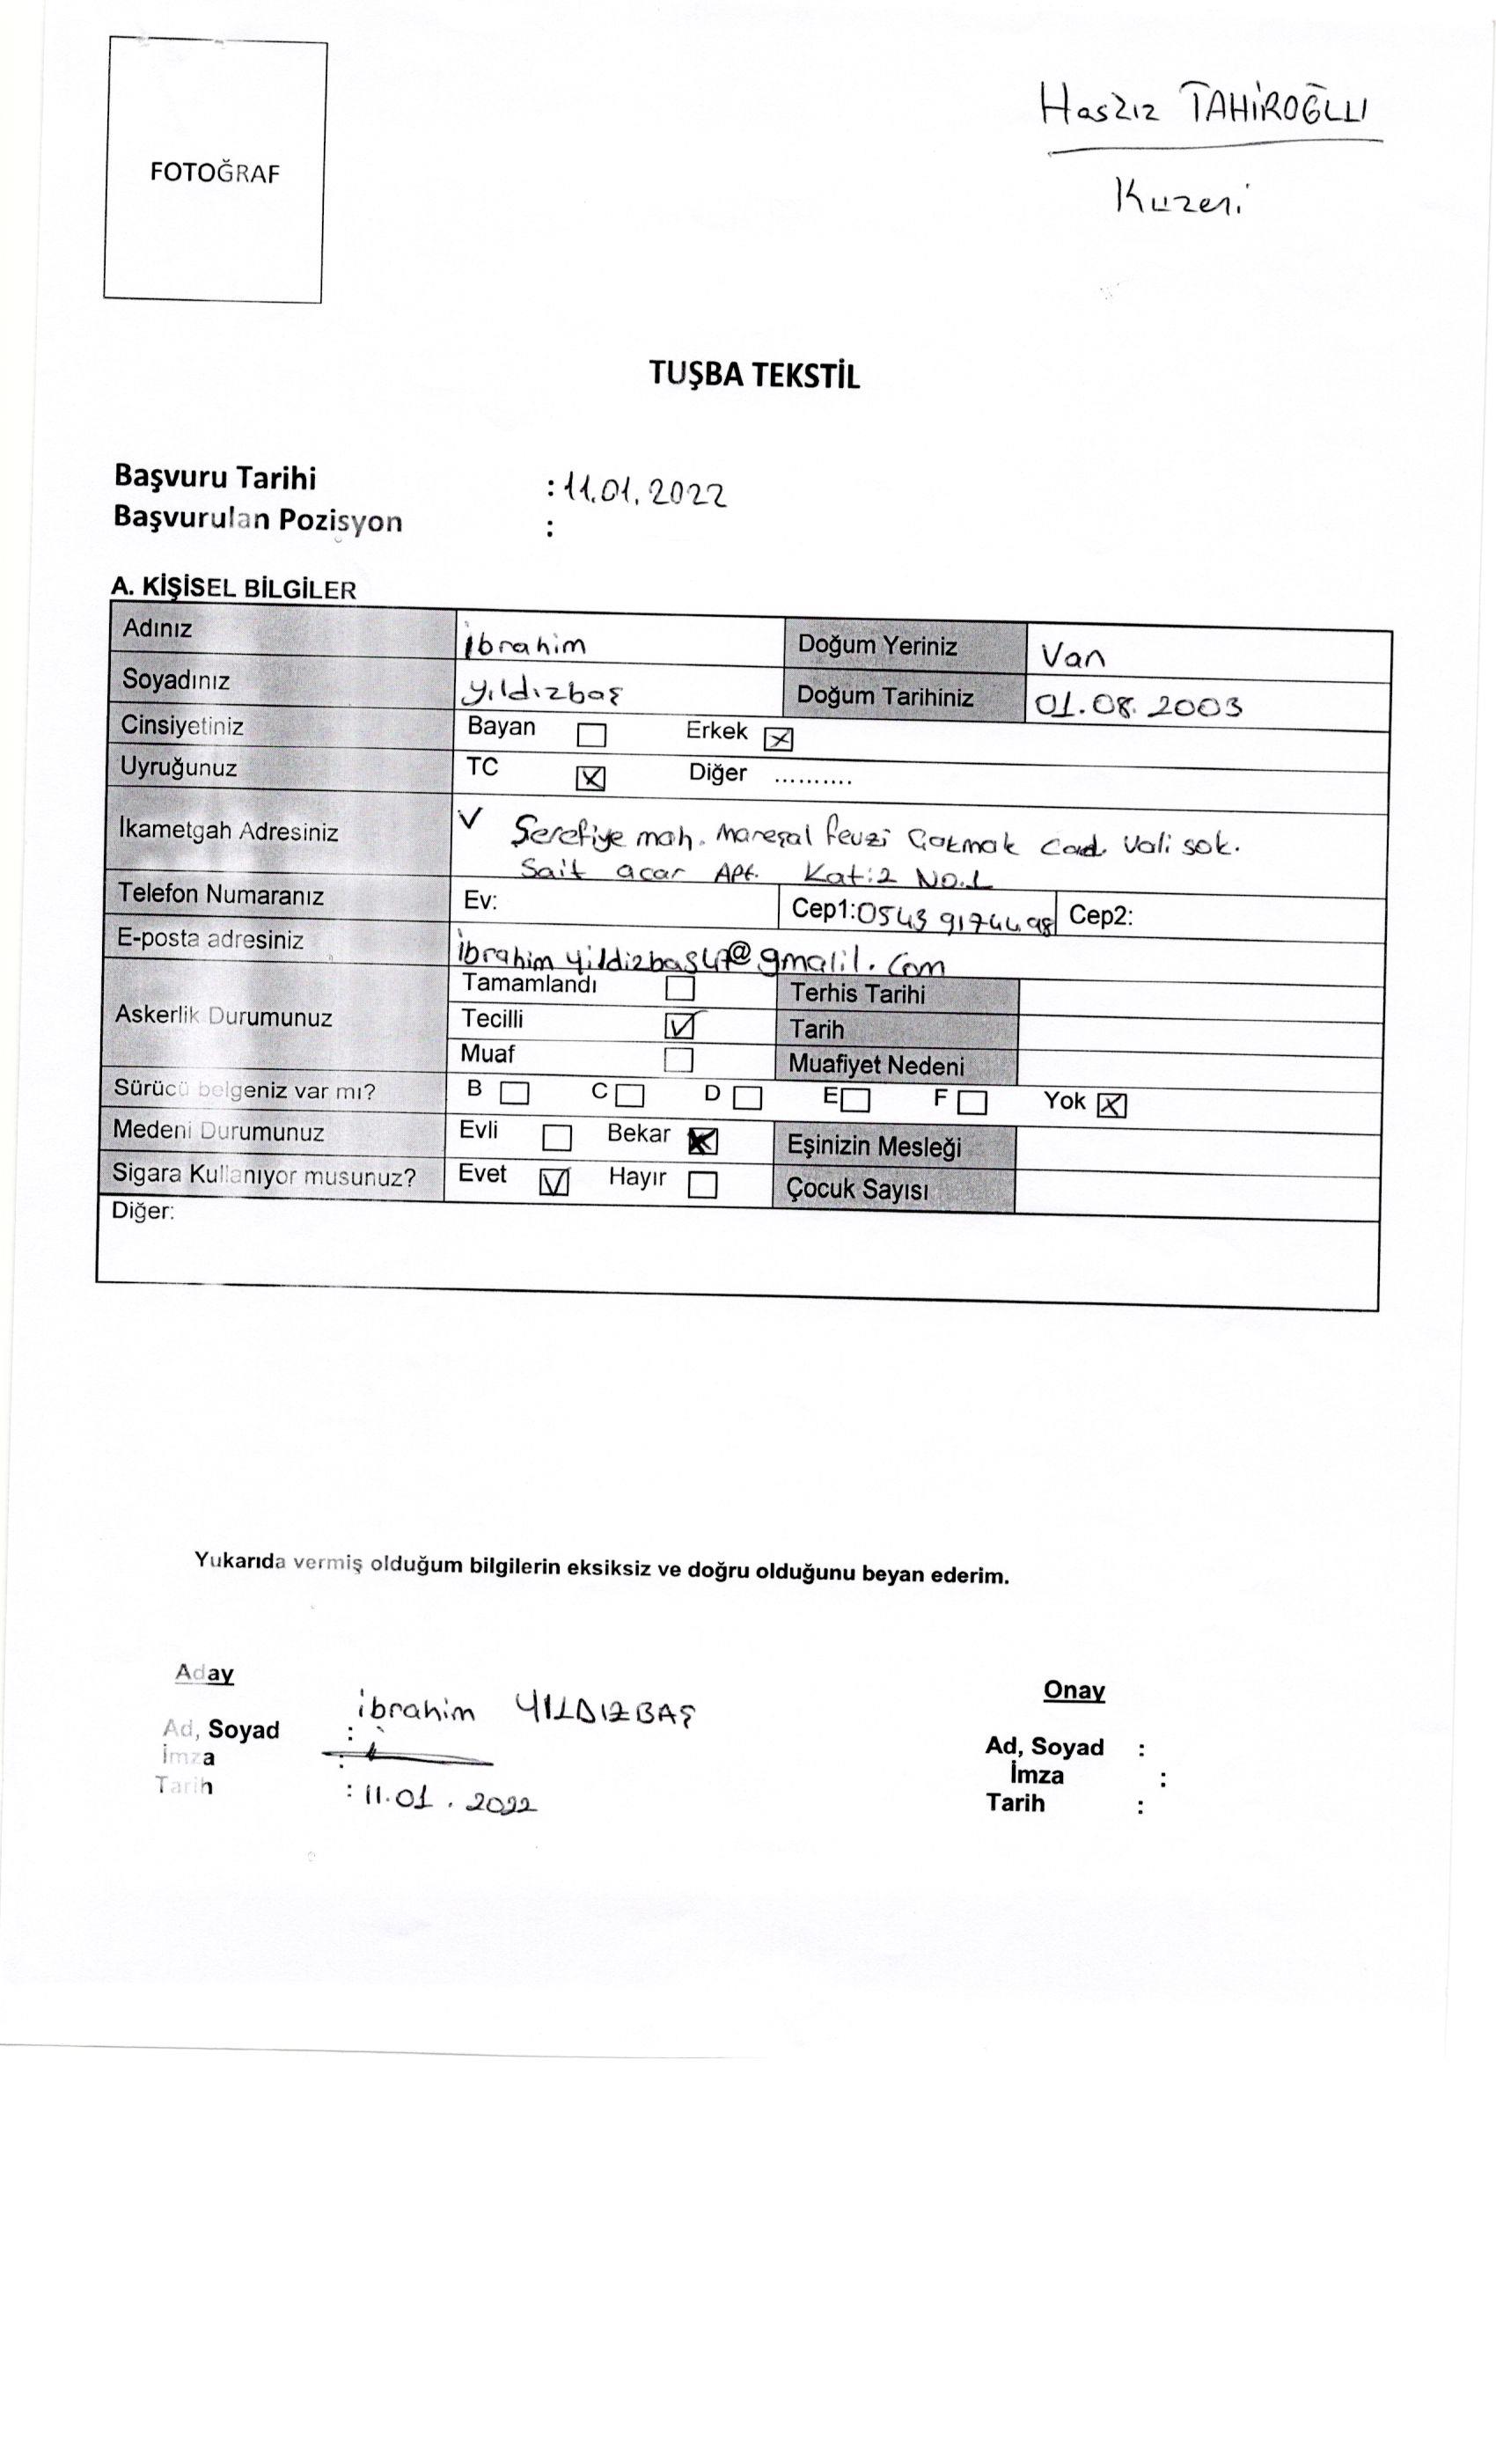 FOTOĞRAF
TAHİROĞLU
Kuzeni
TUŞBA TEKSTİL
Başvuru Tarihi : 11.01.2022
Başvurulan Pozisyon :
A. KİŞİSEL BİLGİLER
Adınız İbrahim Doğum Yeriniz Van
Soyadınız Yıldızbaş Doğum Tarihiniz 01.08.2003
Cinsiyetiniz Bayan Erkek
Uyruğunuz TC Diğer ..........
İkametgah Adresiniz Şerefiye mah. Mareşal fevzi Çakmak Cad. Vali sok.
Sait acar Apt. Kat:2 No.1
Telefon Numaranız Ev: Cep1:0543 9174498 Cep2:
E-posta adresiniz ibrahim yildizbas47@gmalil.com
Askerlik Durumunuz Tamamlandı Terhis Tarihi
Tecilli Tarih
Muaf Muafiyet Nedeni
Sürücü belgeniz var mı? B C D E F Yok
Medeni Durumunuz Evli Bekar Eşinizin Mesleği
Sigara Kullanıyor musunuz? Evet Hayır Çocuk Sayısı
Diğer:
Yukarıda vermiş olduğum bilgilerin eksiksiz ve doğru olduğunu beyan ederim.
Aday
Ad, Soyad : ibrahim YILDIZBAŞ
İmza :
Tarih : 11.01.2022
Onay
Ad, Soyad :
İmza :
Tarih :